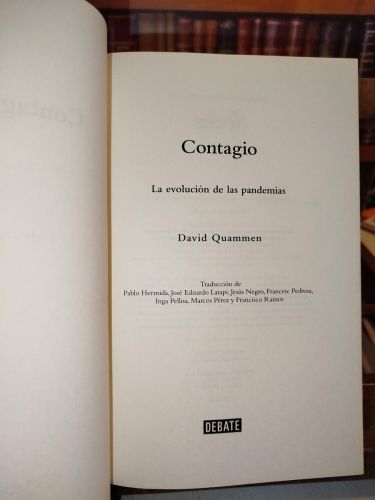 Contagio
La evolución de las pandemias
David Quammen
Traducción de
Pablo Hermida, José Eduardo Latapi, Jesús Negro, Francesc Pedrosa,
Inga Pellisa, Marcos Pérez y Francisco Ramos
DEBATE